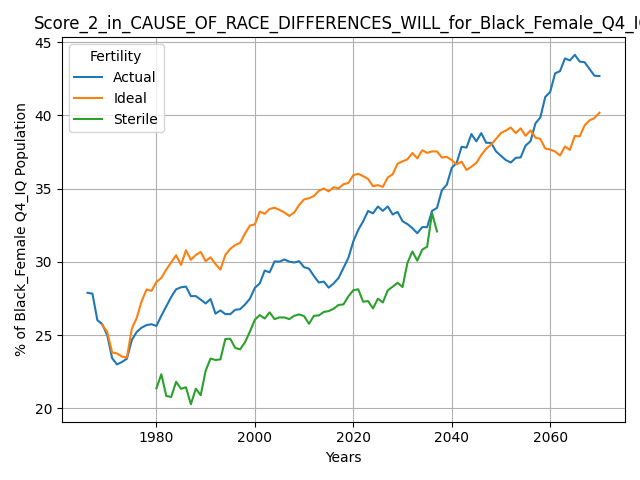 Score_2_in_CAUSE_OF_RACE_DIFFERENCES_WILL_for_Black_Female_Q4_IQ
Fertility
Actual
Ideal
Sterile
% of Black_Female Q4_IQ Population
45
40
35
30
25
20
1980
2000
2020
2040
2060
Years